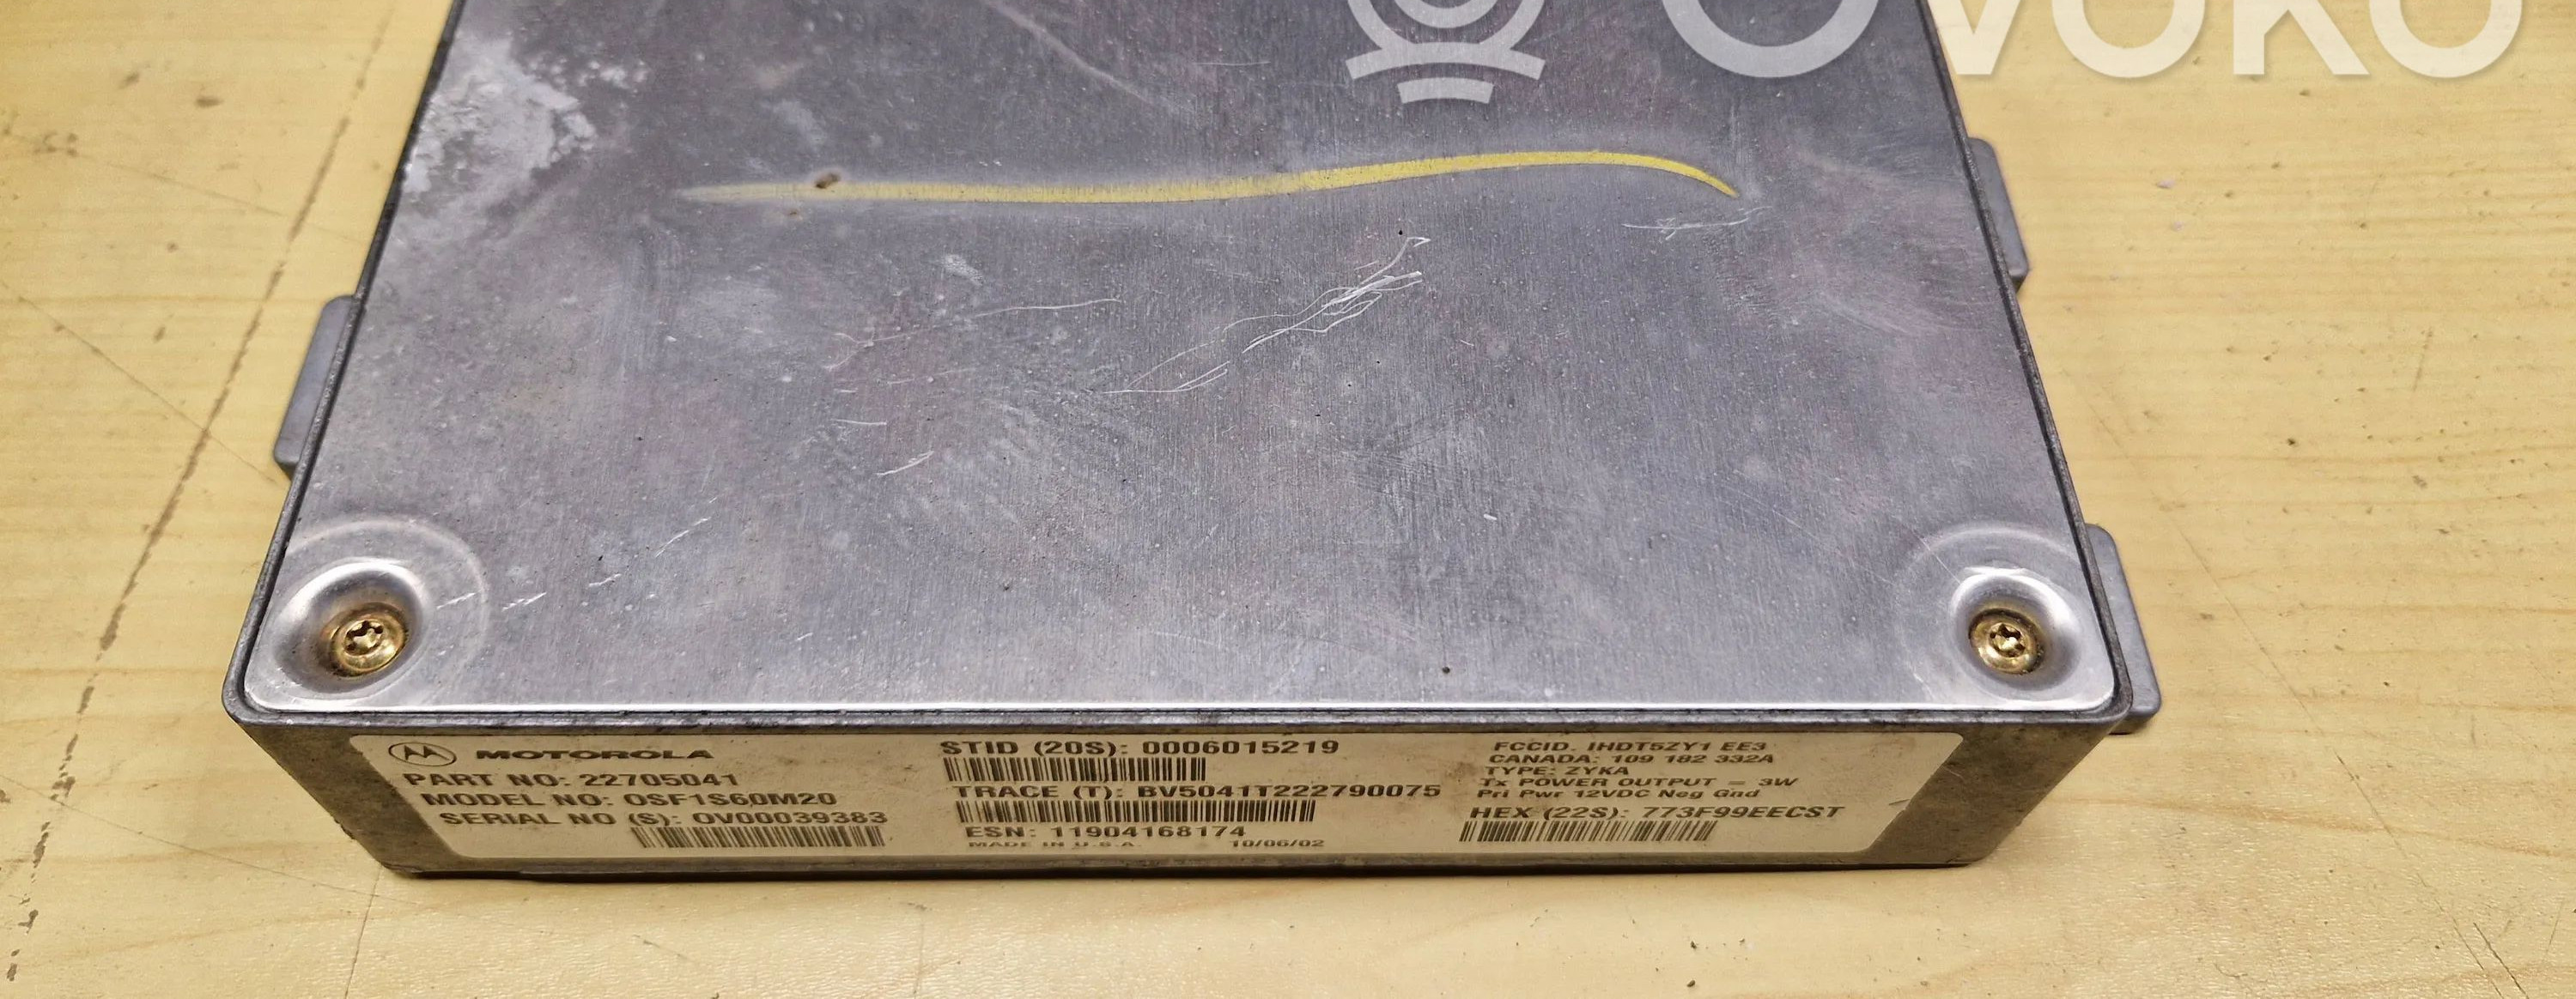 OVOKO
MOTOROLA
PART NO: 22705041
MODEL NO: OSF1S60M20
SERIAL NO (S): OV00039383
STID (20S): 0006015219
TRACE (T): BV5041T222790075
ESN: 11904168174
MADE IN U.S.A. 10/06/02
FCCID. IHDT5ZY1 EE3
CANADA: 109 182 332A
TYPE: ZYKA
Tx POWER OUTPUT = 3W
Pri Pwr 12VDC Neg Gnd
HEX (22S): 773F99EECST